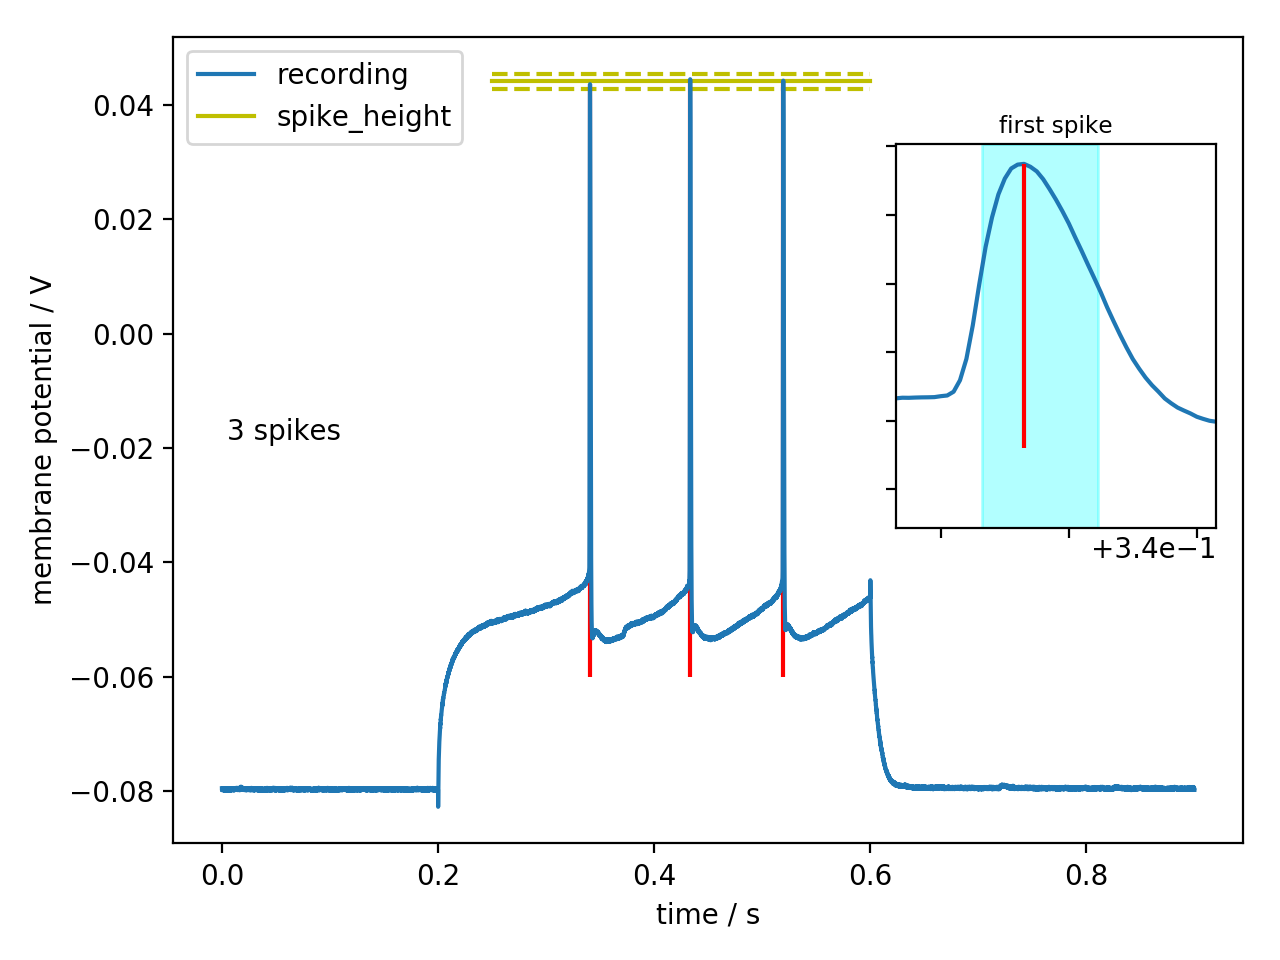 recording
spike_height
first spike
+3.4e−1
3 spikes
membrane potential / V
0.04
0.02
0.00
−0.02
−0.04
−0.06
−0.08
0.0 0.2 0.4 0.6 0.8
time / s